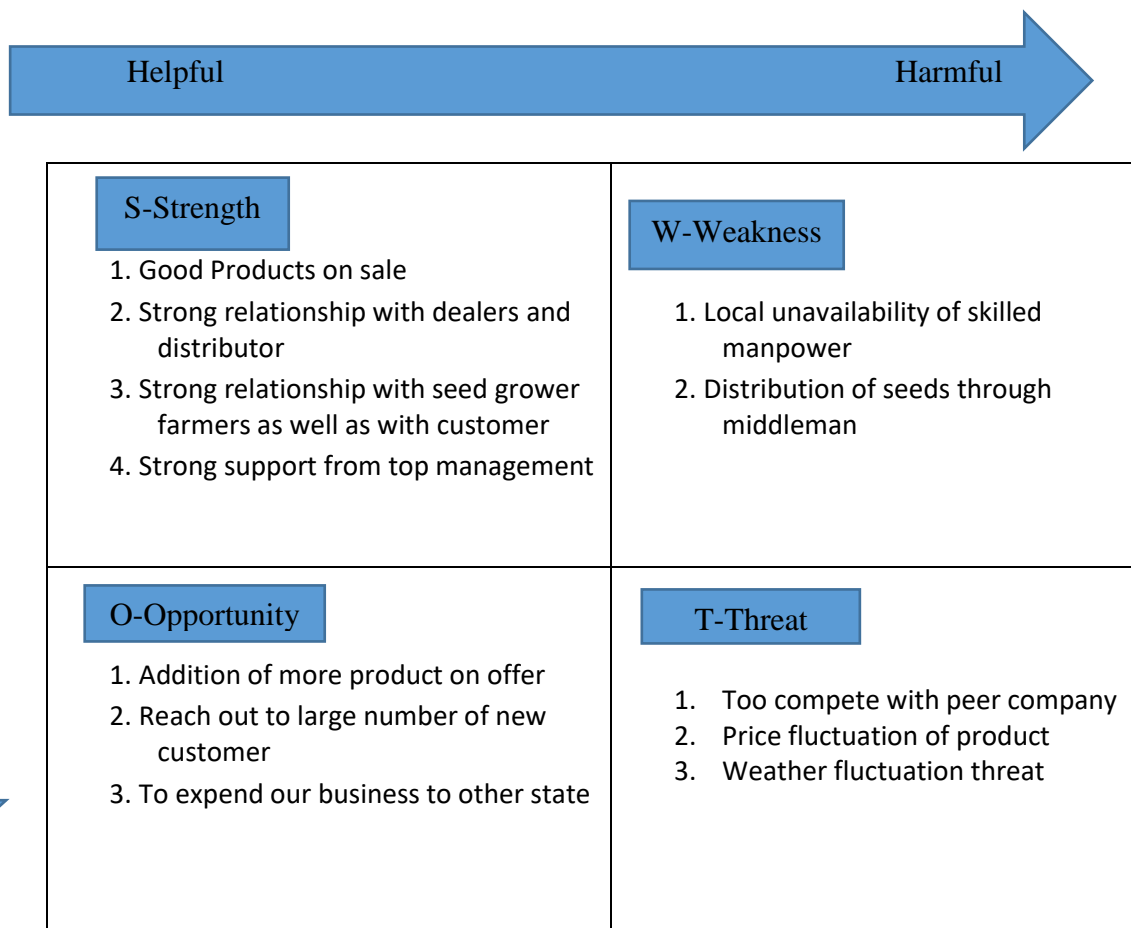 Helpful Harmful
S-Strength
1. Good Products on sale
2. Strong relationship with dealers and
distributor
3. Strong relationship with seed grower
farmers as well as with customer
4. Strong support from top management
W-Weakness
1. Local unavailability of skilled
manpower
2. Distribution of seeds through
middleman
O-Opportunity
1. Addition of more product on offer
2. Reach out to large number of new
customer
3. To expend our business to other state
T-Threat
1. Too compete with peer company
2. Price fluctuation of product
3. Weather fluctuation threat